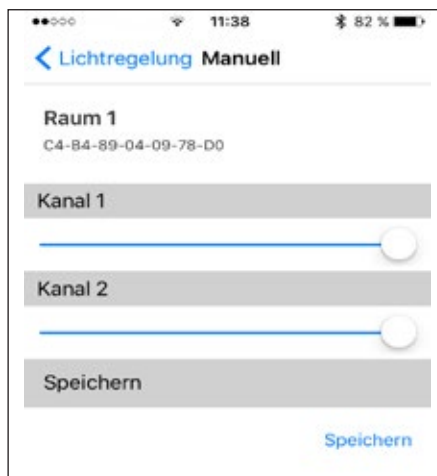 11:38 82 %
Lichtregelung Manuell
Raum 1
C4-84-89-04-09-78-D0
Kanal 1
Kanal 2
Speichern
Speichern